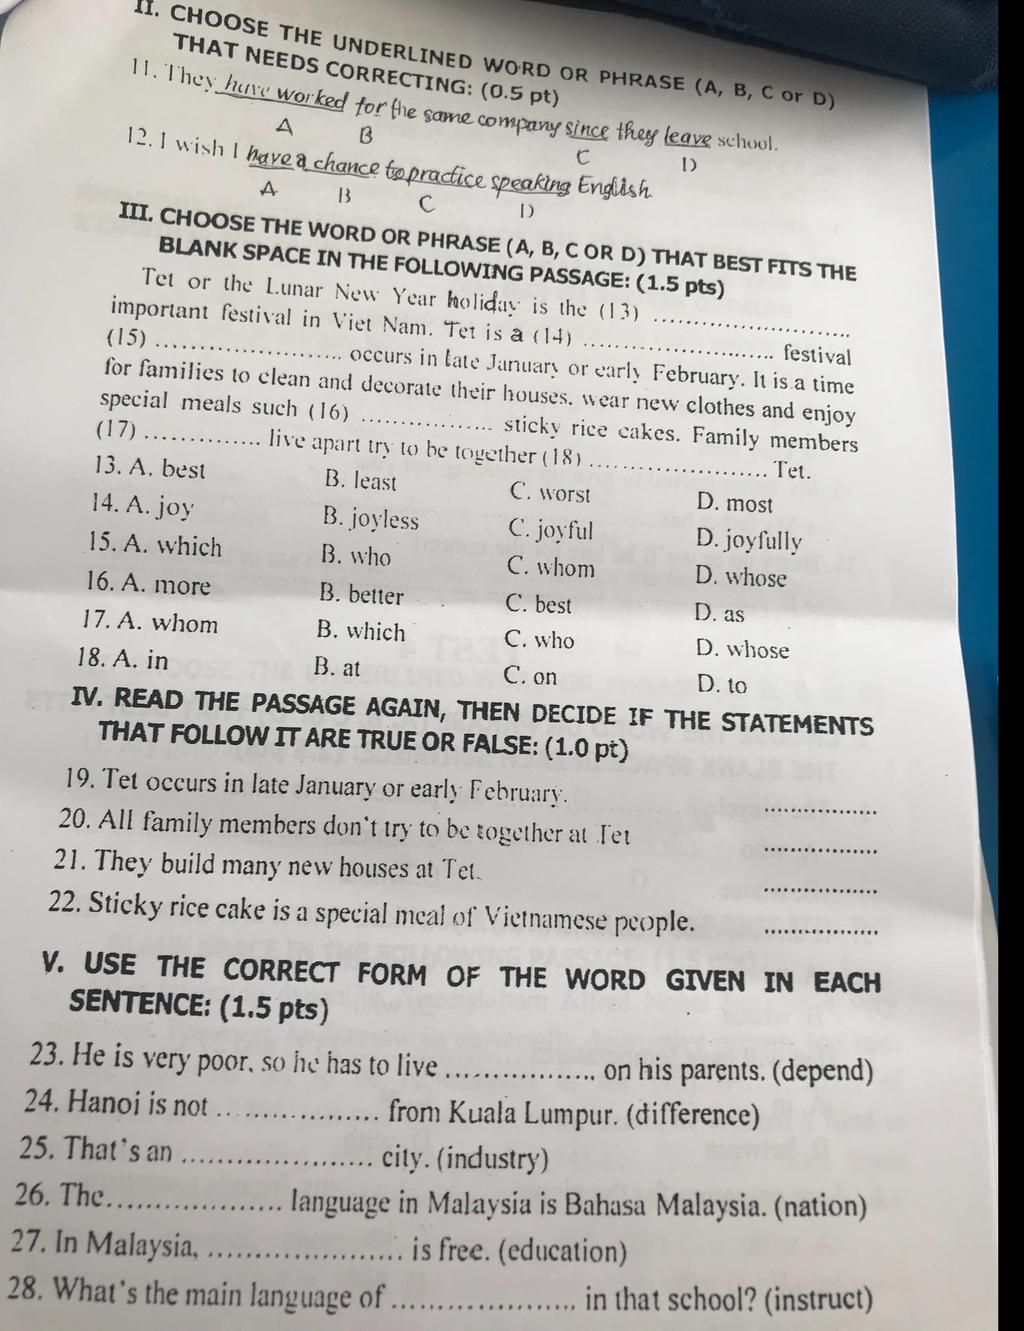 II. CHOOSE THE UNDERLINED WORD OR PHRASE (A, B, C or D)
THAT NEEDS CORRECTING: (0.5 pt)
11. They have worked for the same company since they leave school.
A B C D
12. I wish I have a chance to practice speaking English.
A B C D
III. CHOOSE THE WORD OR PHRASE (A, B, C OR D) THAT BEST FITS THE
BLANK SPACE IN THE FOLLOWING PASSAGE: (1.5 pts)
Tet or the Lunar New Year holiday is the (13) ..............................
important festival in Viet Nam. Tet is a (14) ............................. festival
(15) ............................ occurs in late January or early February. It is a time
for families to clean and decorate their houses, wear new clothes and enjoy
special meals such (16) .................... sticky rice cakes. Family members
(17) .............. live apart try to be together (18) ........................... Tet.
13. A. best B. least C. worst D. most
14. A. joy B. joyless C. joyful D. joyfully
15. A. which B. who C. whom D. whose
16. A. more B. better C. best D. as
17. A. whom B. which C. who D. whose
18. A. in B. at C. on D. to
IV. READ THE PASSAGE AGAIN, THEN DECIDE IF THE STATEMENTS
THAT FOLLOW IT ARE TRUE OR FALSE: (1.0 pt)
19. Tet occurs in late January or early February. .................
20. All family members don't try to be together at Tet .................
21. They build many new houses at Tet. .................
22. Sticky rice cake is a special meal of Vietnamese people. .................
V. USE THE CORRECT FORM OF THE WORD GIVEN IN EACH
SENTENCE: (1.5 pts)
23. He is very poor, so he has to live .................. on his parents. (depend)
24. Hanoi is not .................... from Kuala Lumpur. (difference)
25. That's an ....................... city. (industry)
26. The..................... language in Malaysia is Bahasa Malaysia. (nation)
27. In Malaysia, ....................... is free. (education)
28. What's the main language of ...................... in that school? (instruct)